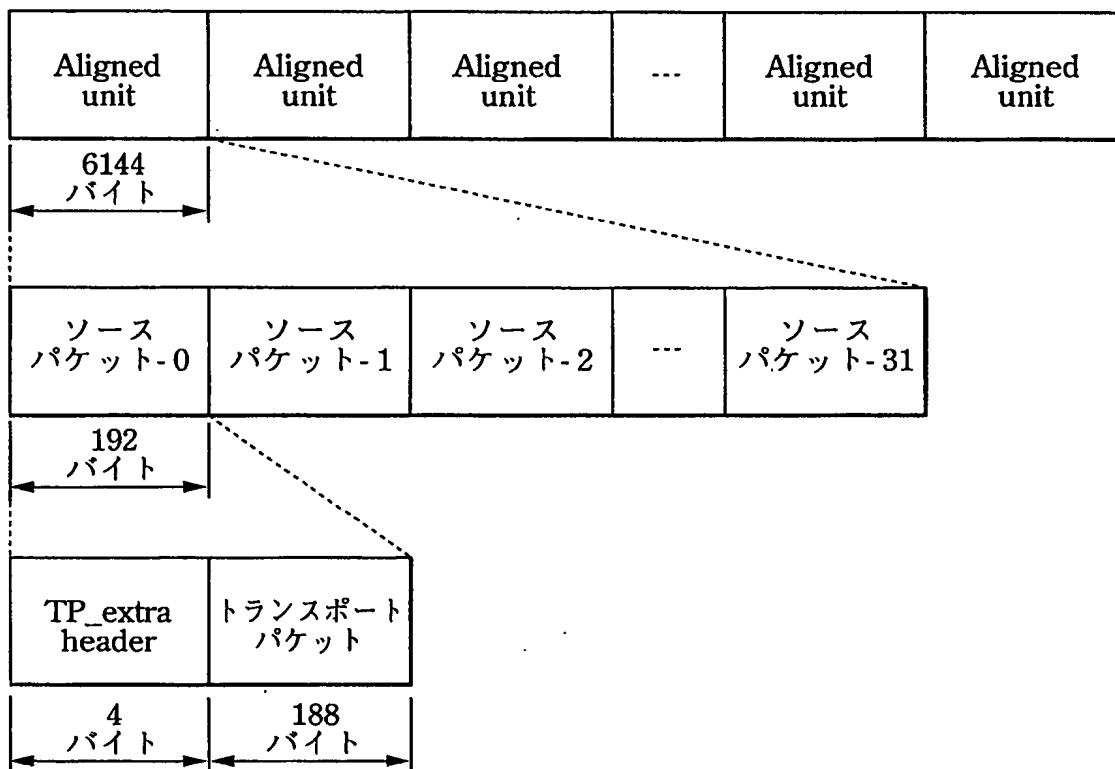 Aligned
unit
Aligned
unit
Aligned
unit
---
Aligned
unit
Aligned
unit
6144
バイト
ソース
パケット-0
ソース
パケット-1
ソース
パケット-2
---
ソース
パケット-31
192
バイト
TP_extra
header
トランスポート
パケット
4
バイト
188
バイト